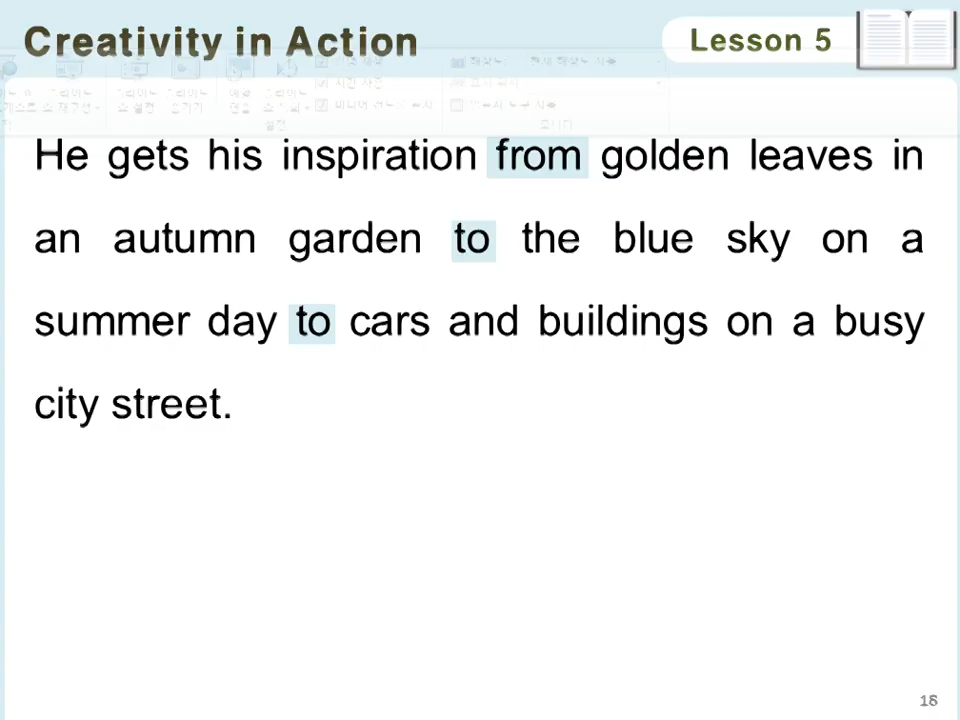 Creativity in Action
Lesson 5
He gets his inspiration from golden leaves in
an autumn garden to the blue sky on a
summer day to cars and buildings on a busy
city street.